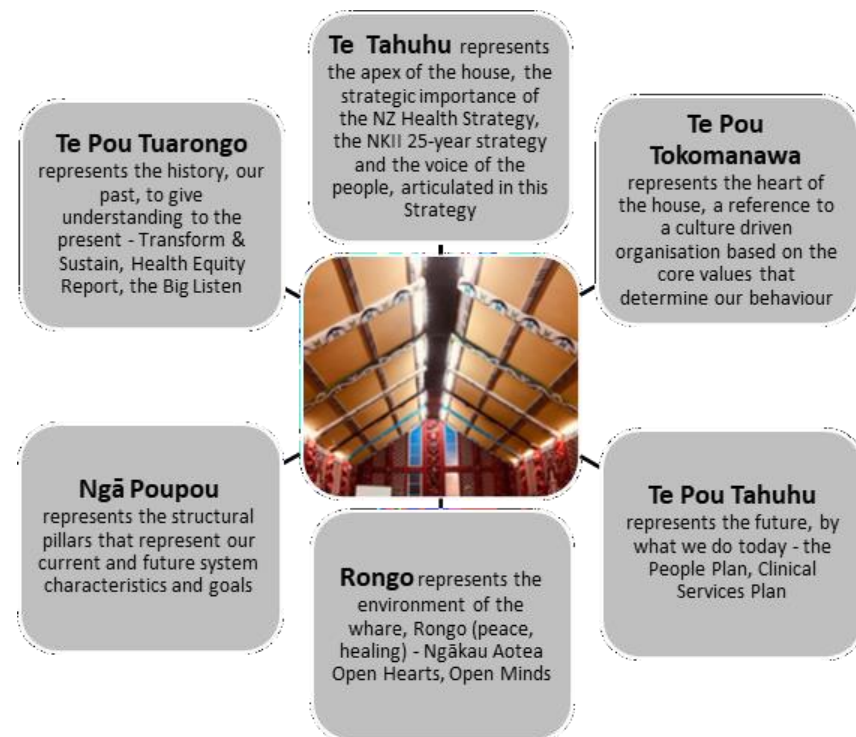 Te Tahuhu represents
the apex of the house, the
strategic importance of
the NZ Health Strategy,
the NKII 25-year strategy
and the voice of the
people, articulated in this
Strategy
Te Pou
Tokomanawa
represents the heart of
the house, a reference to
a culture driven
organisation based on the
core values that
determine our behaviour
Te Pou Tahuhu
represents the future, by
what we do today - the
People Plan, Clinical
Services Plan
Rongo represents the
environment of the
whare, Rongo (peace,
healing) - Ngākau Aotea
Open Hearts, Open Minds
Ngā Poupou
represents the structural
pillars that represent our
current and future system
characteristics and goals
Te Pou Tuarongo
represents the history, our
past, to give
understanding to the
present - Transform &
Sustain, Health Equity
Report, the Big Listen